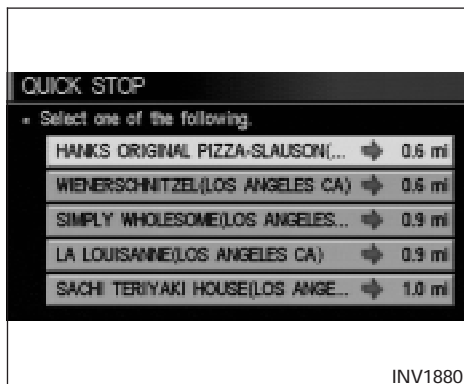 QUICK STOP
Select one of the following.
HANKS ORIGINAL PIZZA-SLAUSON(... 0.6 mi
WIENERSCHNITZEL(LOS ANGELES CA) 0.6 mi
SIMPLY WHOLESOME(LOS ANGELES... 0.9 mi
LA LOUISANNE(LOS ANGELES CA) 0.9 mi
SACHI TERIYAKI HOUSE(LOS ANGE... 1.0 mi
INV1880